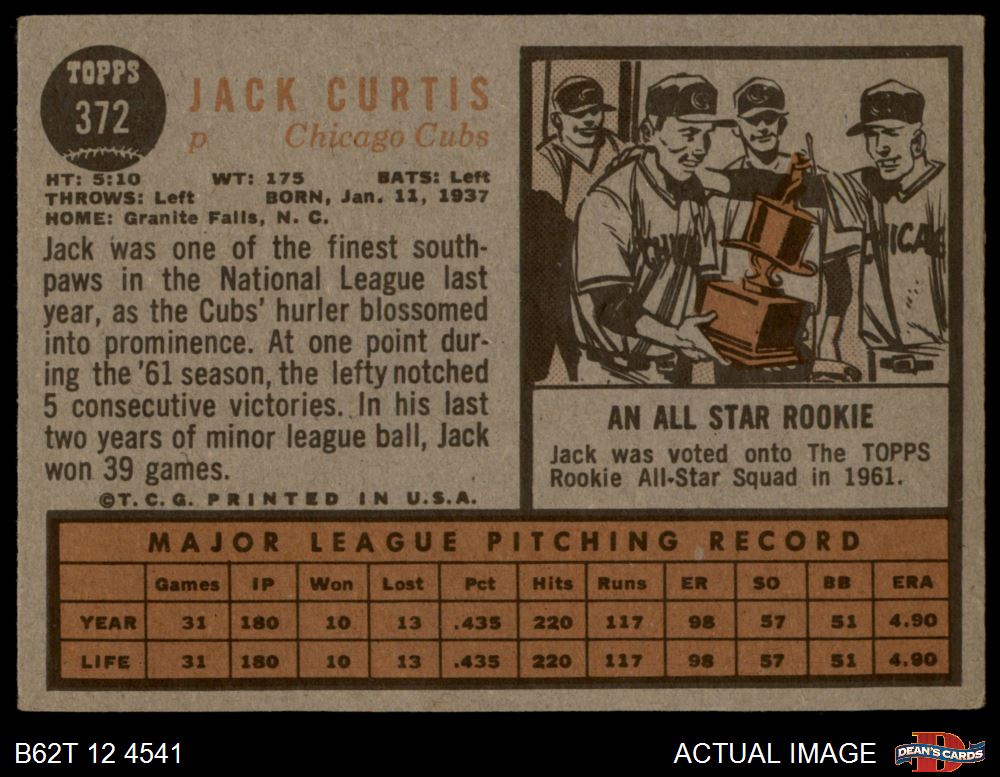 TOPPS
372
JACK CURTIS
p Chicago Cubs
HT: 5:10 WT: 175 BATS: Left
THROWS: Left BORN, Jan. 11, 1937
HOME: Granite Falls, N. C.
Jack was one of the finest south-
paws in the National League last
year, as the Cubs' hurler blossomed
into prominence. At one point dur-
ing the '61 season, the lefty notched
5 consecutive victories. In his last
two years of minor league ball, Jack
won 39 games.
©T. C. G. PRINTED IN U. S. A.
CHIC
HICAG
AN ALL STAR ROOKIE
Jack was voted onto The TOPPS
Rookie All-Star Squad in 1961.
MAJOR LEAGUE PITCHING RECORD
Games IP Won Lost Pct Hits Runs ER SO BB ERA
YEAR 31 180 10 13 .435 220 117 98 57 51 4.90
LIFE 31 180 10 13 .435 220 117 98 57 51 4.90
B62T 12 4541
ACTUAL IMAGE
D
DEAN'S CARDS